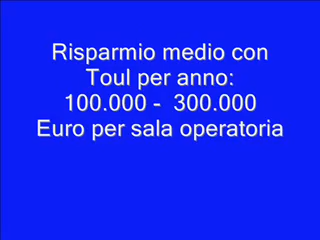 Risparmio medio con
Toul per anno:
100.000 -  300.000
Euro per sala operatoria